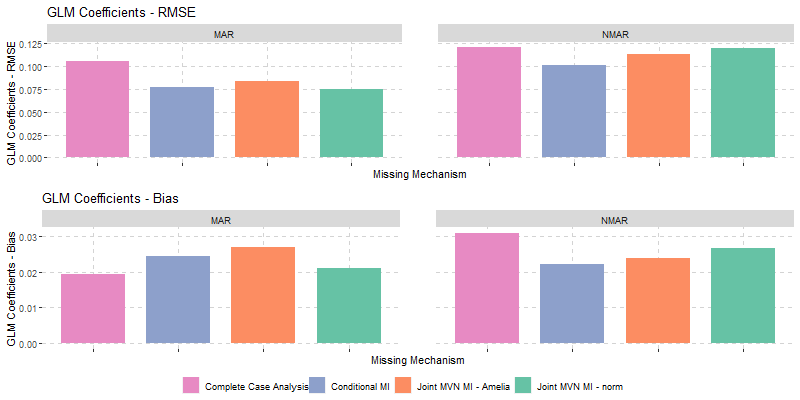 GLM Coefficients - RMSE
MAR
NMAR
GLM Coefficients - RMSE
0.125
0.100
0.075
0.050
0.025
0.000
Missing Mechanism
GLM Coefficients - Bias
MAR
NMAR
GLM Coefficients - Bias
0.03
0.02
0.01
0.00
Missing Mechanism
Complete Case Analysis Conditional MI Joint MVN MI - Amelia Joint MVN MI - norm